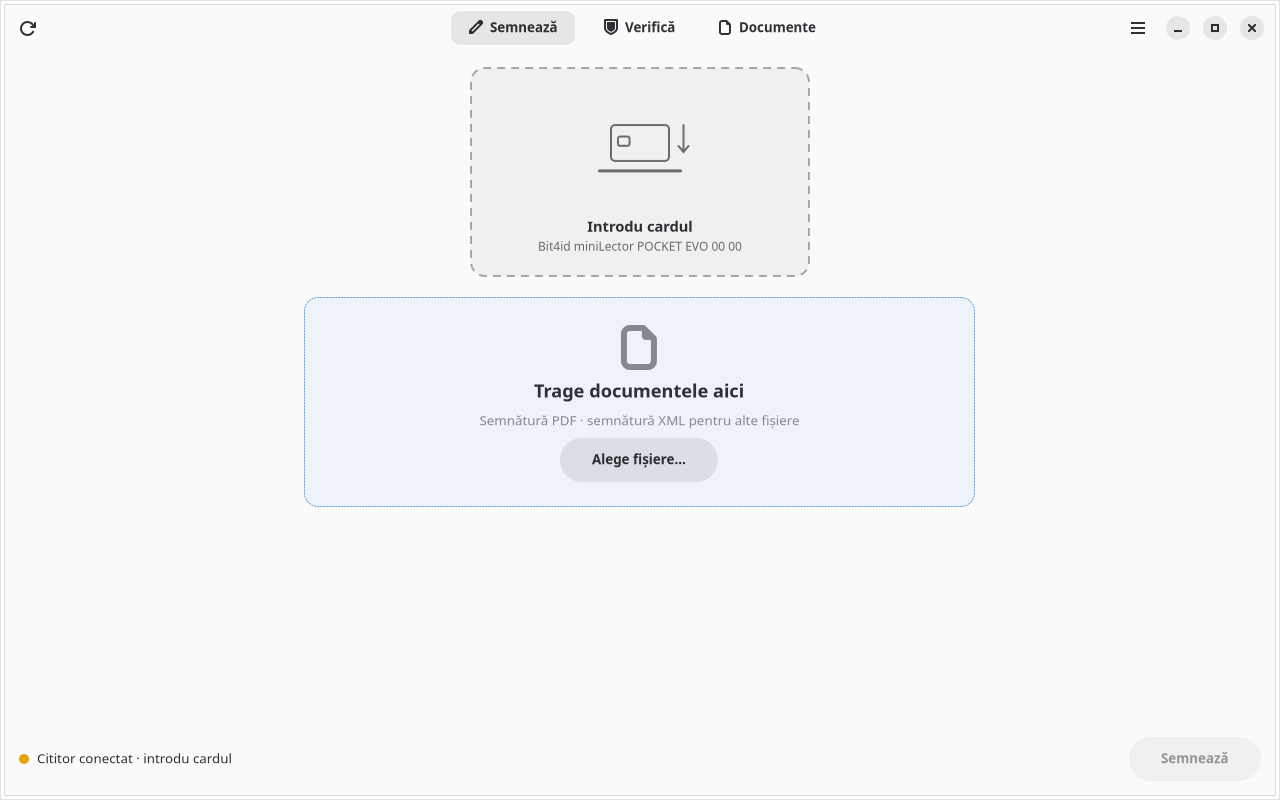 Semnează
Verifică
Documente
Introdu cardul
Bit4id miniLector POCKET EVO 00 00
Trage documentele aici
Semnătură PDF · semnătură XML pentru alte fișiere
Alege fișiere...
Cititor conectat · introdu cardul
Semnează